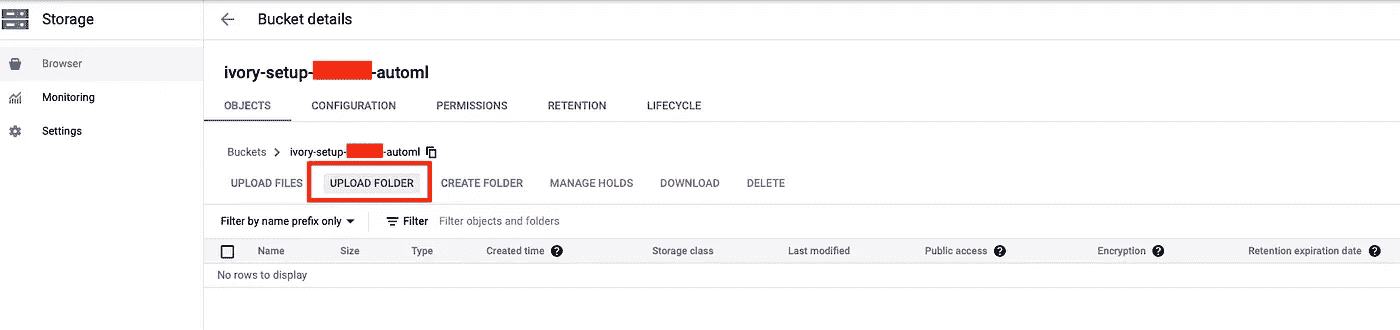 Storage
Bucket details
Browser
Monitoring
Settings
ivory-setup- -automl
OBJECTS CONFIGURATION PERMISSIONS RETENTION LIFECYCLE
Buckets > ivory-setup- -automl
UPLOAD FILES UPLOAD FOLDER CREATE FOLDER MANAGE HOLDS DOWNLOAD DELETE
Filter by name prefix only Filter Filter objects and folders
Name Size Type Created time ? Storage class Last modified Public access ? Encryption ? Retention expiration date ?
No rows to display